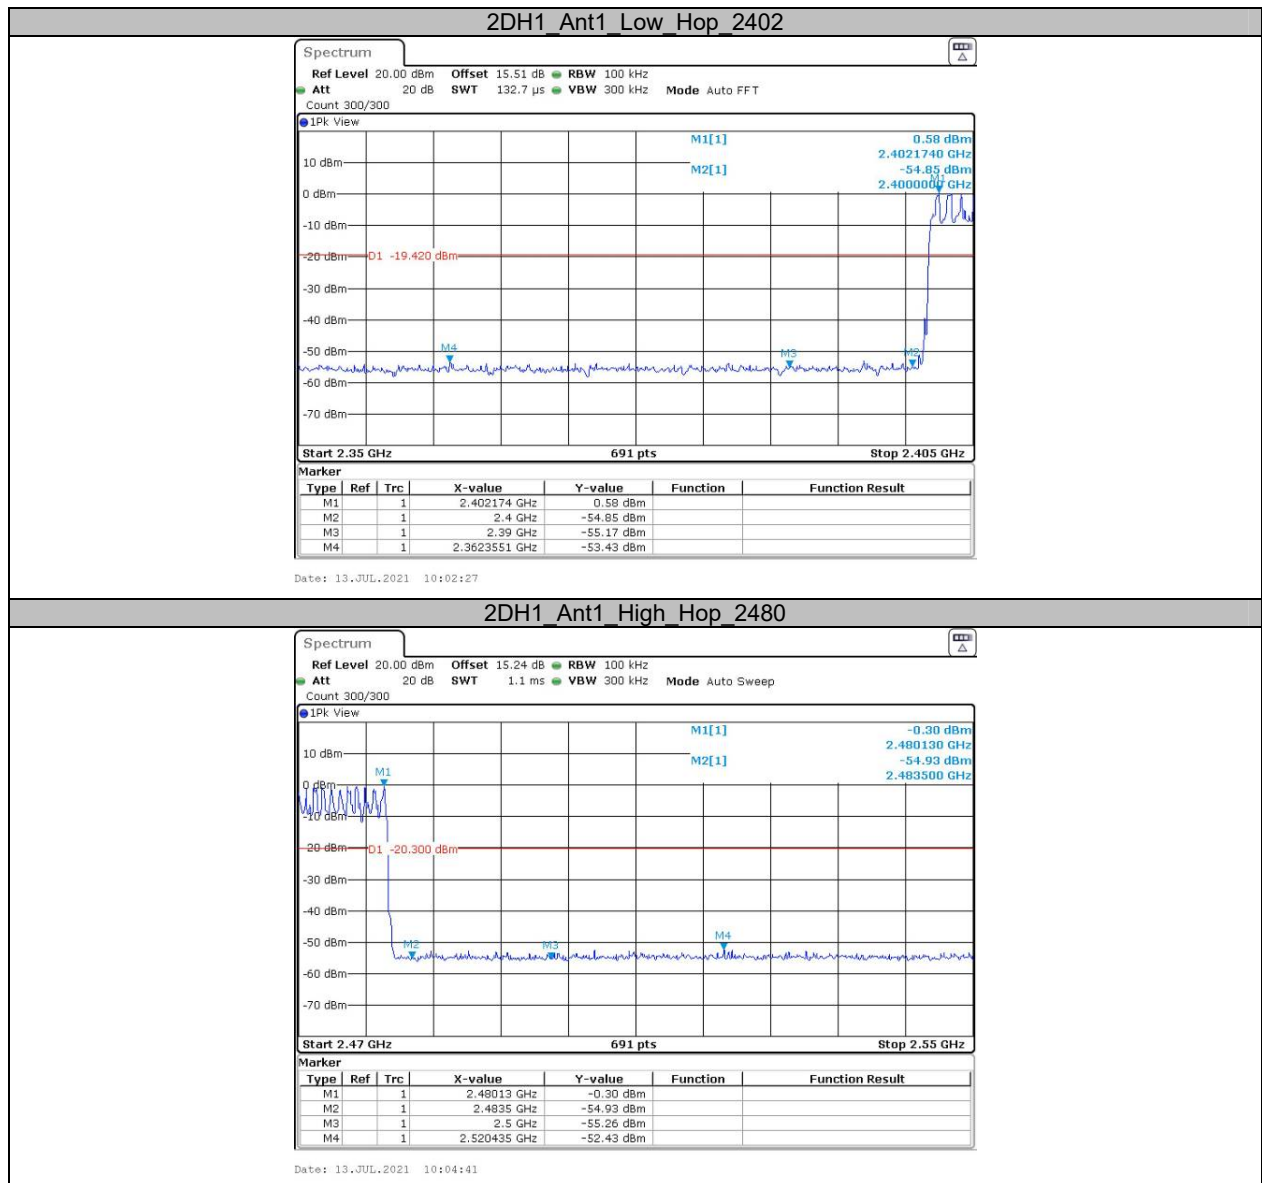 2DH1_Ant1_Low_Hop_2402
Spectrum
Ref Level 20.00 dBm Offset 15.51 dB RBW 100 kHz
Att 20 dB SWT 132.7 µs VBW 300 kHz Mode Auto FFT
Count 300/300
1Pk View
M1[1] 0.58 dBm
2.4021740 GHz
10 dBm
M2[1] -54.85 dBm
2.4000000 GHz
M1
0 dBm
-10 dBm
-20 dBm
D1 -19.420 dBm
-30 dBm
-40 dBm
-50 dBm
M4
M3
M2
-60 dBm
-70 dBm
Start 2.35 GHz 691 pts Stop 2.405 GHz
Marker
Type Ref Trc X-value Y-value Function Function Result
M1 1 2.402174 GHz 0.58 dBm
M2 1 2.4 GHz -54.85 dBm
M3 1 2.39 GHz -55.17 dBm
M4 1 2.3623551 GHz -53.43 dBm
Date: 13.JUL.2021 10:02:27
2DH1_Ant1_High_Hop_2480
Spectrum
Ref Level 20.00 dBm Offset 15.24 dB RBW 100 kHz
Att 20 dB SWT 1.1 ms VBW 300 kHz Mode Auto Sweep
Count 300/300
1Pk View
M1[1] -0.30 dBm
2.480130 GHz
10 dBm
M2[1] -54.93 dBm
2.483500 GHz
M1
0 dBm
-10 dBm
-20 dBm
D1 -20.300 dBm
-30 dBm
-40 dBm
-50 dBm
M2
M3
M4
-60 dBm
-70 dBm
Start 2.47 GHz 691 pts Stop 2.55 GHz
Marker
Type Ref Trc X-value Y-value Function Function Result
M1 1 2.48013 GHz -0.30 dBm
M2 1 2.4835 GHz -54.93 dBm
M3 1 2.5 GHz -55.26 dBm
M4 1 2.520435 GHz -52.43 dBm
Date: 13.JUL.2021 10:04:41